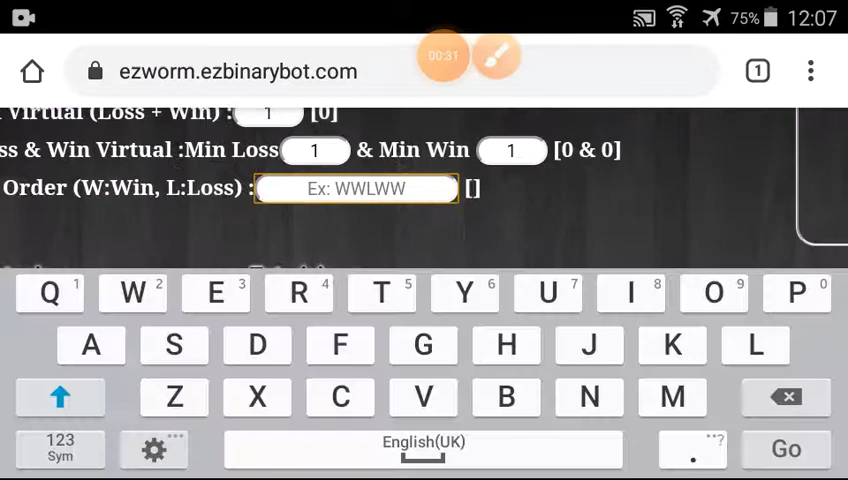 75% 12:07
ezworm.ezbinarybot.com 00:31 1
Virtual (Loss + Win) : 1 [0]
ss & Win Virtual :Min Loss 1 & Min Win 1 [0 & 0]
Order (W:Win, L:Loss) : Ex: WWLWW []
Q 1 W 2 E 3 R 4 T 5 Y 6 U 7 I 8 O 9 P 0
A S D F G H J K L
Z X C V B N M
123 Sym English(UK) . ,,? Go